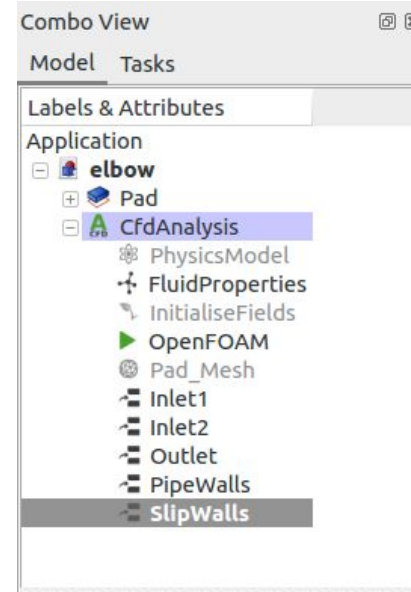 Combo View
Model Tasks
Labels & Attributes
Application
elbow
Pad
A CFD CfdAnalysis
PhysicsModel
FluidProperties
InitialiseFields
OpenFOAM
Pad_Mesh
Inlet1
Inlet2
Outlet
PipeWalls
SlipWalls